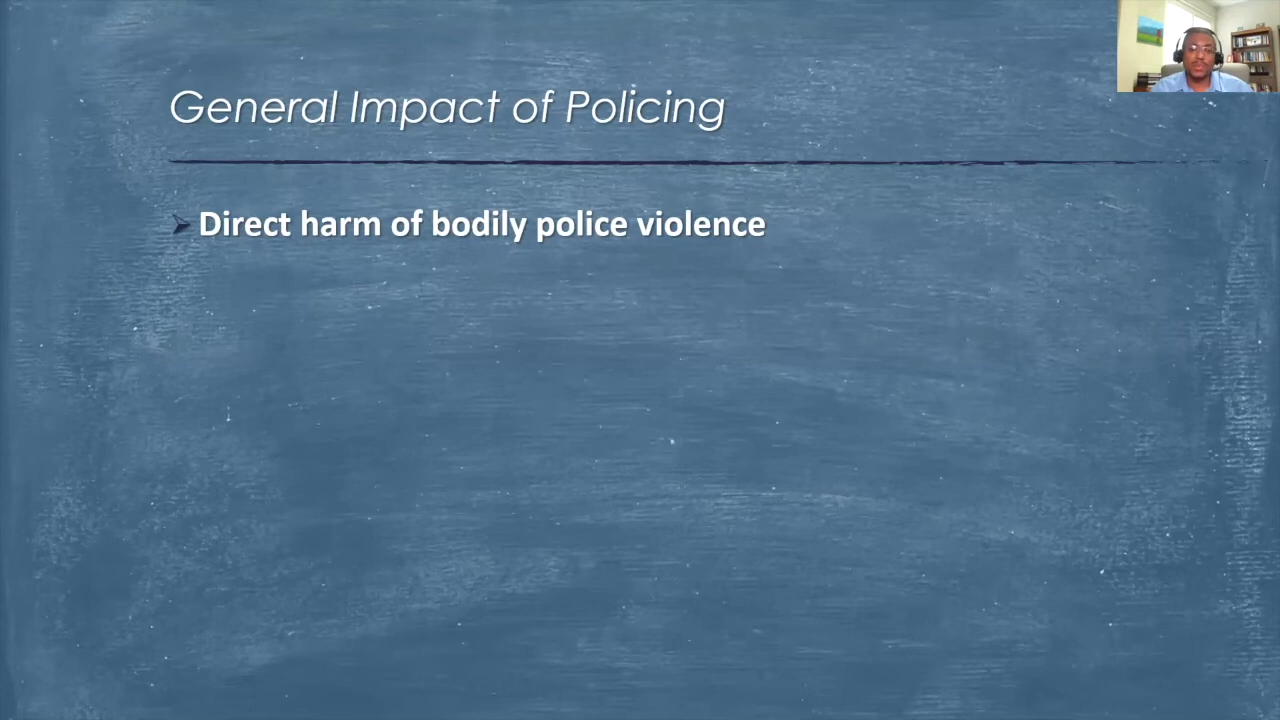 General Impact of Policing
Direct harm of bodily police violence